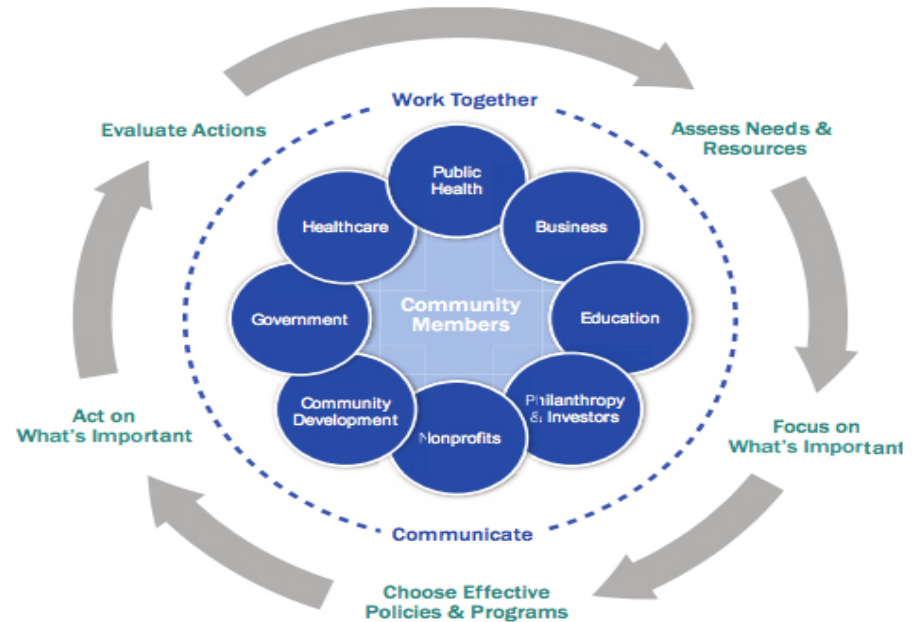 Work Together
Evaluate Actions
Assess Needs &
Resources
Public
Health
Healthcare
Business
Government
Community
Members
Education
Community
Development
Philanthropy
& Investors
Nonprofits
Act on
What's Important
Focus on
What's Important
Communicate
Choose Effective
Policies & Programs